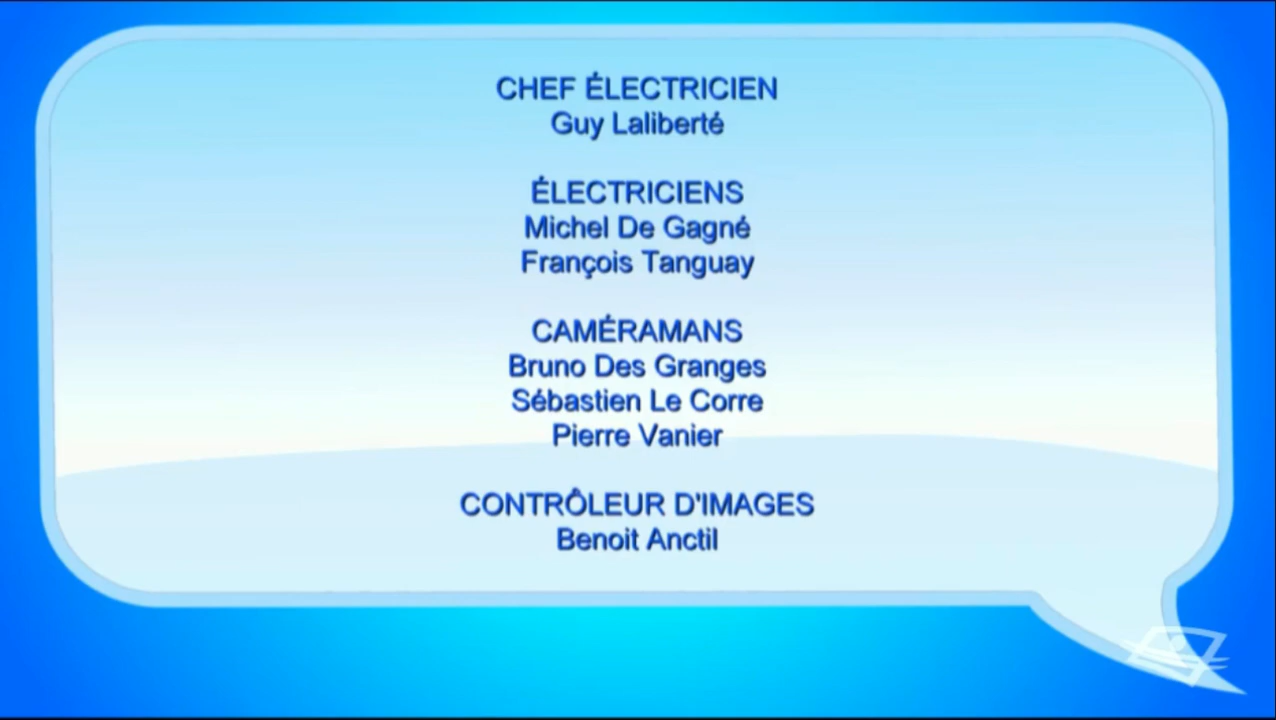 CHEF ÉLECTRICIEN
Guy Laliberté
ÉLECTRICIENS
Michel De Gagné
François Tanguay
CAMÉRAMANS
Bruno Des Granges
Sébastien Le Corre
Pierre Vanier
CONTRÔLEUR D'IMAGES
Benoit Anctil